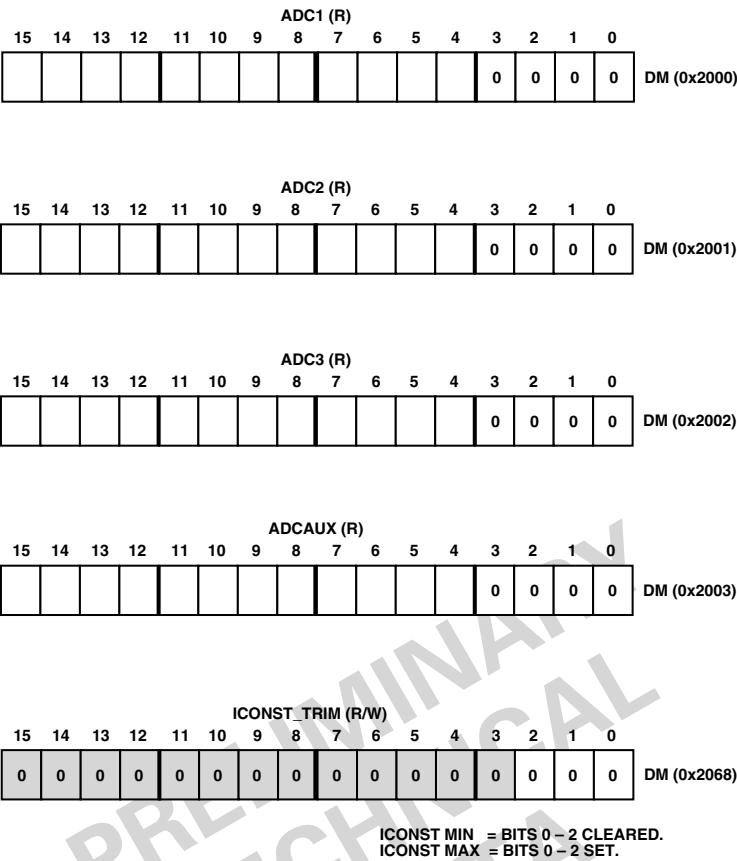 ADC1 (R)
15 14 13 12 11 10 9 8 7 6 5 4 3 2 1 0
0 0 0 0 DM (0x2000)
ADC2 (R)
15 14 13 12 11 10 9 8 7 6 5 4 3 2 1 0
0 0 0 0 DM (0x2001)
ADC3 (R)
15 14 13 12 11 10 9 8 7 6 5 4 3 2 1 0
0 0 0 0 DM (0x2002)
ADCAUX (R)
15 14 13 12 11 10 9 8 7 6 5 4 3 2 1 0
0 0 0 0 DM (0x2003)
ICONST_TRIM (R/W)
15 14 13 12 11 10 9 8 7 6 5 4 3 2 1 0
0 0 0 0 0 0 0 0 0 0 0 0 0 0 0 0 DM (0x2068)
ICONST MIN = BITS 0 – 2 CLEARED.
ICONST MAX = BITS 0 – 2 SET.
PRELIMINARY